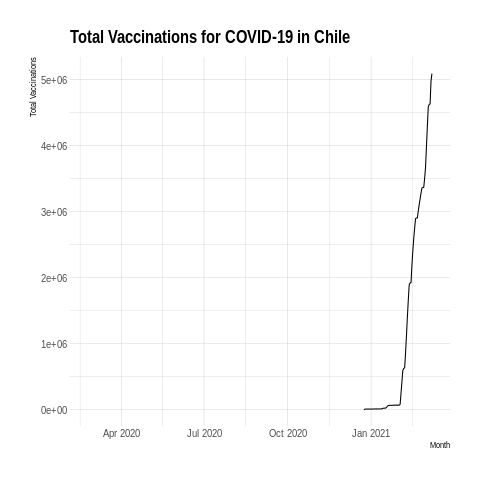 Total Vaccinations for COVID-19 in Chile
Total Vaccinations
5e+06
4e+06
3e+06
2e+06
1e+06
0e+00
Apr 2020 Jul 2020 Oct 2020 Jan 2021
Month